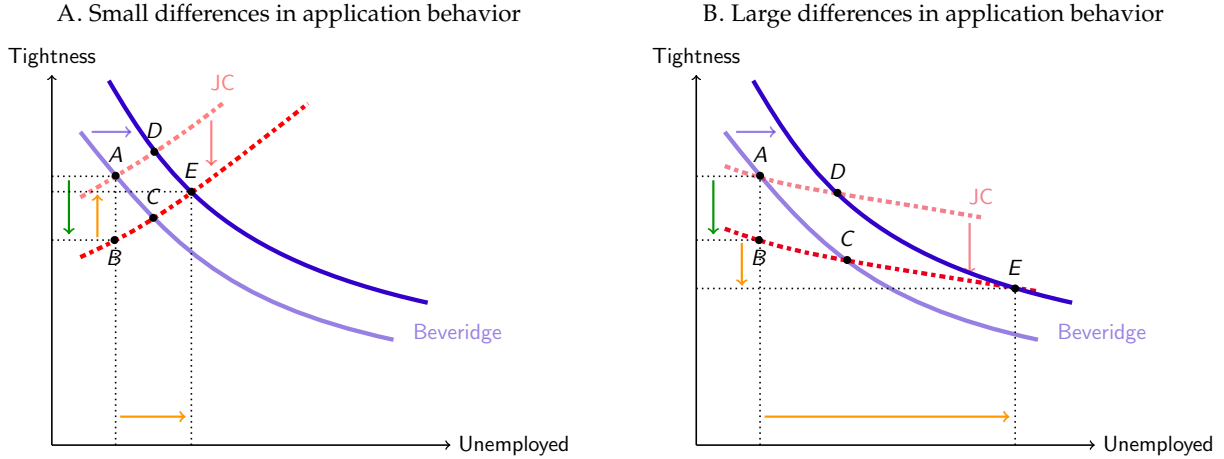 A. Small differences in application behavior
Tightness
JC
D
A
E
C
B
Beveridge
Unemployed
B. Large differences in application behavior
Tightness
A
D
JC
B
C
E
Beveridge
Unemployed